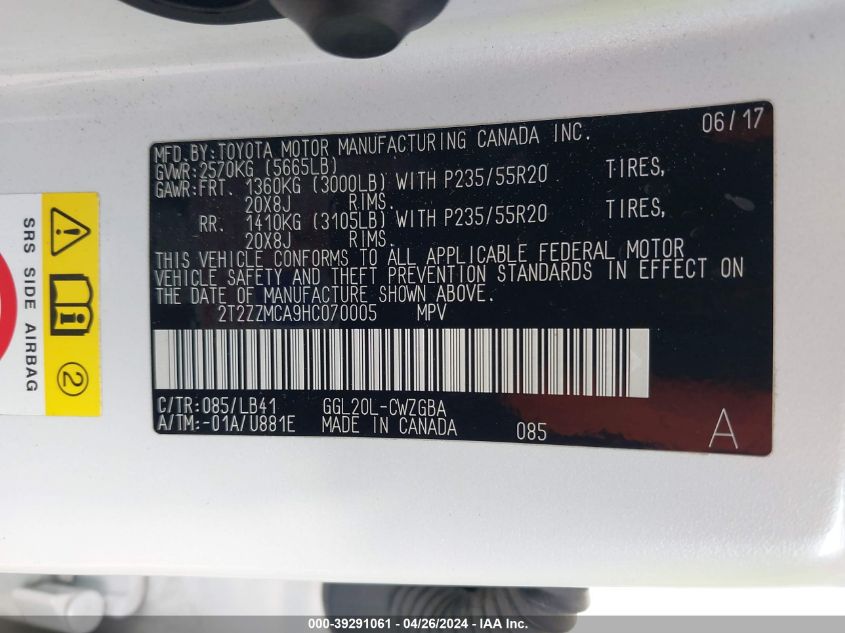 MFD.BY:TOYOTA MOTOR MANUFACTURING CANADA INC. 06/17
GVWR:2570KG (5665LB)
GAWR:FRT. 1360KG (3000LB) WITH P235/55R20 TIRES,
20X8J RIMS.
RR. 1410KG (3105LB) WITH P235/55R20 TIRES,
20X8J RIMS.
THIS VEHICLE CONFORMS TO ALL APPLICABLE FEDERAL MOTOR
VEHICLE SAFETY AND THEFT PREVENTION STANDARDS IN EFFECT ON
THE DATE OF MANUFACTURE SHOWN ABOVE.
2T2ZZMCA9HC070005 MPV
C/TR:085/LB41 GGL20L-CWZGBA
A/TM:-01A/U881E MADE IN CANADA 085 A
SRS SIDE AIRBAG
2
000-39291061 - 04/26/2024 - IAA Inc.